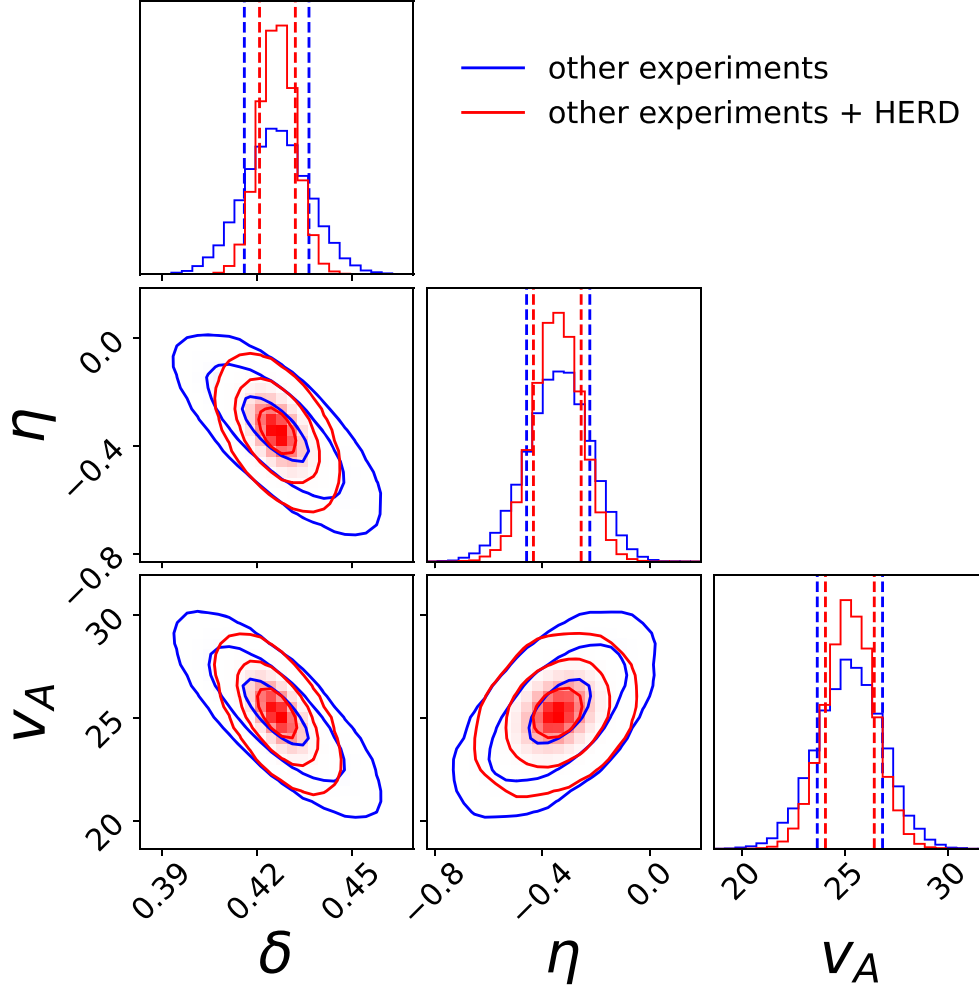 other experiments
other experiments + HERD
η
0.0
−0.4
−0.8
v_A
30
25
20
0.39
0.42
0.45
−0.8
−0.4
0.0
20
25
30
δ
η
v_A